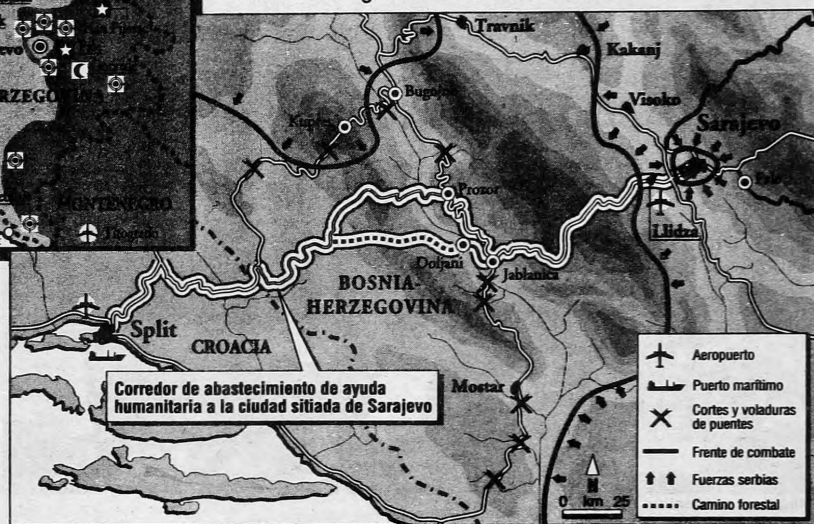 MONTENEGRO
Titogrado
Travnik
Kakanj
Bugojno
Visoko
Kupres
Sarajevo
Pale
Prozor
Ilidza
Doljani
Jablanica
BOSNIA-
HERZEGOVINA
Split
CROACIA
Mostar
Corredor de abastecimiento de ayuda
humanitaria a la ciudad sitiada de Sarajevo
Aeropuerto
Puerto marítimo
Cortes y voladuras
de puentes
Frente de combate
Fuerzas serbias
Camino forestal
N
0 km 25